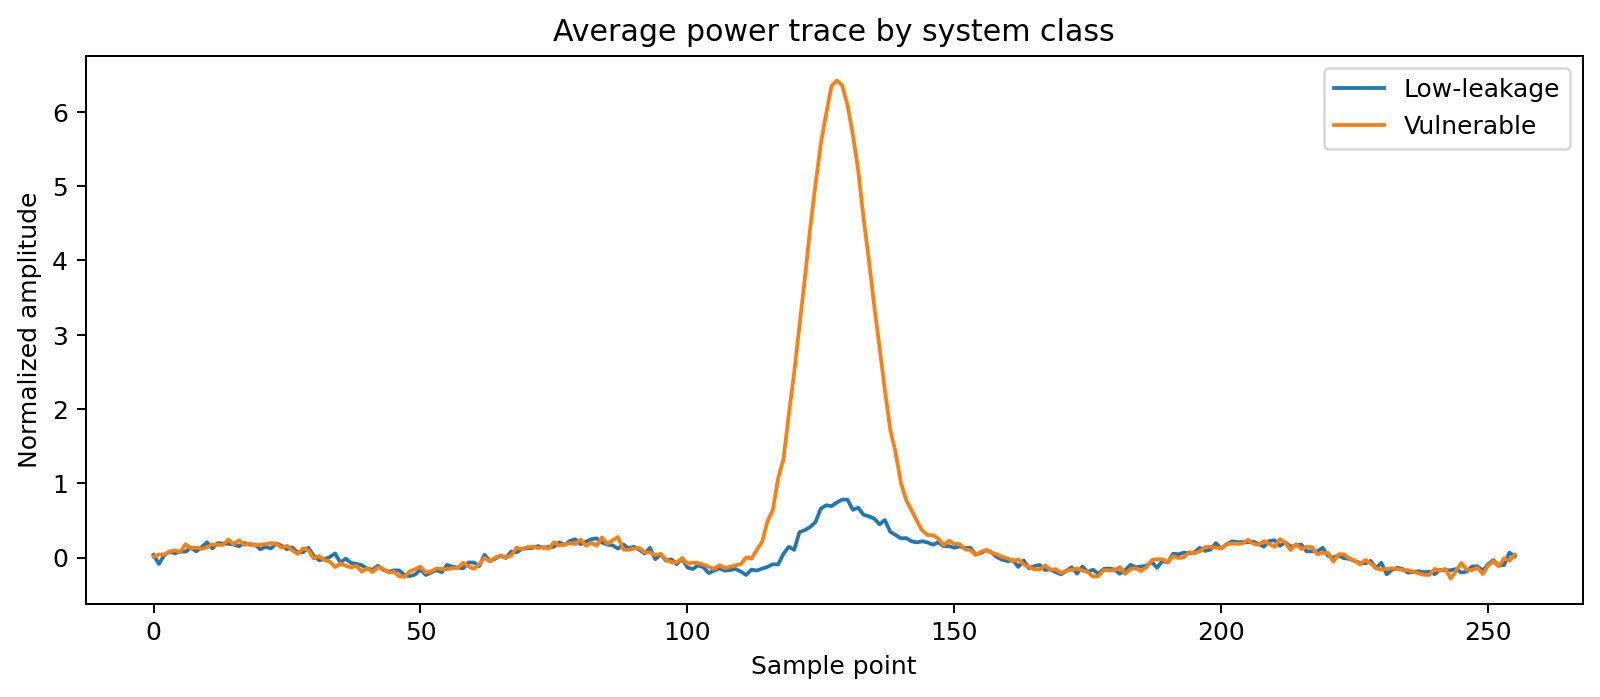 Average power trace by system class
Low-leakage
Vulnerable
Normalized amplitude
6
5
4
3
2
1
0
0 50 100 150 200 250
Sample point